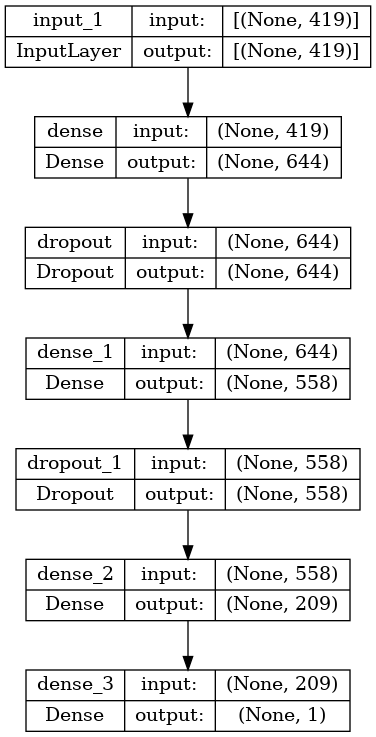 input_1 input: [(None, 419)]
InputLayer output: [(None, 419)]
dense input: (None, 419)
Dense output: (None, 644)
dropout input: (None, 644)
Dropout output: (None, 644)
dense_1 input: (None, 644)
Dense output: (None, 558)
dropout_1 input: (None, 558)
Dropout output: (None, 558)
dense_2 input: (None, 558)
Dense output: (None, 209)
dense_3 input: (None, 209)
Dense output: (None, 1)